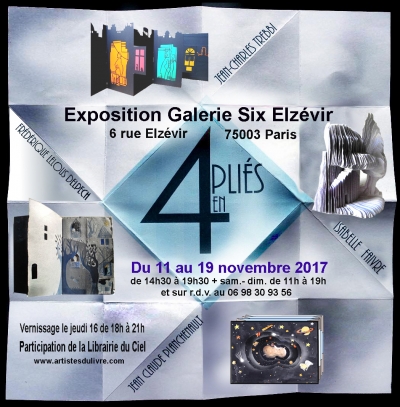 JEAN-CHARLES TREBBI
Exposition Galerie Six Elzévir
6 rue Elzévir 75003 Paris
FRÉDÉRIQUE LELOUS-DELPECH
4 PLIÉS
EN
ISABELLE FAIVRE
Du 11 au 19 novembre 2017
de 14h30 à 19h30 + sam.- dim. de 11h à 19h
et sur r.d.v. au 06 98 30 93 56
Vernissage le jeudi 16 de 18h à 21h
Participation de la Librairie du Ciel
www.artistesdulivre.com
JEAN CLAUDE PLANCHENAULT